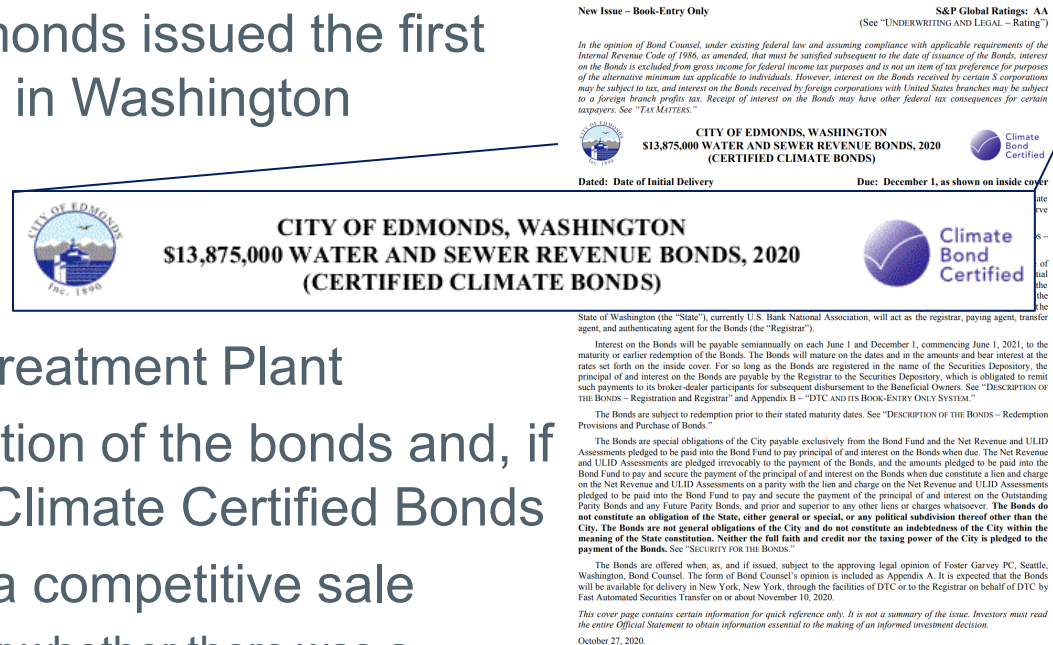 monds issued the first
in Washington
reatment Plant
tion of the bonds and, if
Climate Certified Bonds
a competitive sale
whether there was a
New Issue – Book-Entry Only
S&P Global Ratings: AA
(See “UNDERWRITING AND LEGAL – Rating”)
In the opinion of Bond Counsel, under existing federal law and assuming compliance with applicable requirements of the
Internal Revenue Code of 1986, as amended, that must be satisfied subsequent to the date of issuance of the Bonds, interest
on the Bonds is excluded from gross income for federal income tax purposes and is not an item of tax preference for purposes
of the alternative minimum tax applicable to individuals. However, interest on the Bonds received by certain S corporations
may be subject to tax, and interest on the Bonds received by foreign corporations with United States branches may be subject
to a foreign branch profits tax. Receipt of interest on the Bonds may have other federal tax consequences for certain
taxpayers. See “TAX MATTERS.”
CITY OF EDMONDS
Inc. 1890
CITY OF EDMONDS, WASHINGTON
$13,875,000 WATER AND SEWER REVENUE BONDS, 2020
(CERTIFIED CLIMATE BONDS)
Climate
Bond
Certified
Dated: Date of Initial Delivery
Due: December 1, as shown on inside cover
CITY OF EDMONDS
Inc. 1890
CITY OF EDMONDS, WASHINGTON
$13,875,000 WATER AND SEWER REVENUE BONDS, 2020
(CERTIFIED CLIMATE BONDS)
Climate
Bond
Certified
State of Washington (the “State”), currently U.S. Bank National Association, will act as the registrar, paying agent, transfer
agent, and authenticating agent for the Bonds (the “Registrar”).
Interest on the Bonds will be payable semiannually on each June 1 and December 1, commencing June 1, 2021, to the
maturity or earlier redemption of the Bonds. The Bonds will mature on the dates and in the amounts and bear interest at the
rates set forth on the inside cover. For so long as the Bonds are registered in the name of the Securities Depository, the
principal of and interest on the Bonds are payable by the Registrar to the Securities Depository, which is obligated to remit
such payments to its broker-dealer participants for subsequent disbursement to the Beneficial Owners. See “DESCRIPTION OF
THE BONDS – Registration and Registrar” and Appendix B – “DTC AND ITS BOOK-ENTRY ONLY SYSTEM.”
The Bonds are subject to redemption prior to their stated maturity dates. See “DESCRIPTION OF THE BONDS – Redemption
Provisions and Purchase of Bonds.”
The Bonds are special obligations of the City payable exclusively from the Bond Fund and the Net Revenue and ULID
Assessments pledged to be paid into the Bond Fund to pay principal of and interest on the Bonds when due. The Net Revenue
and ULID Assessments are pledged irrevocably to the payment of the Bonds, and the amounts pledged to be paid into the
Bond Fund to pay and secure the payment of the principal of and interest on the Bonds when due constitute a lien and charge
on the Net Revenue and ULID Assessments on a parity with the lien and charge on the Net Revenue and ULID Assessments
pledged to be paid into the Bond Fund to pay and secure the payment of the principal of and interest on the Outstanding
Parity Bonds and any Future Parity Bonds, and prior and superior to any other liens or charges whatsoever. The Bonds do
not constitute an obligation of the State, either general or special, or any political subdivision thereof other than the
City. The Bonds are not general obligations of the City and do not constitute an indebtedness of the City within the
meaning of the State constitution. Neither the full faith and credit nor the taxing power of the City is pledged to the
payment of the Bonds. See “SECURITY FOR THE BONDS.”
The Bonds are offered when, as, and if issued, subject to the approving legal opinion of Foster Garvey PC, Seattle,
Washington, Bond Counsel. The form of Bond Counsel’s opinion is included as Appendix A. It is expected that the Bonds
will be available for delivery in New York, New York, through the facilities of DTC or to the Registrar on behalf of DTC by
Fast Automated Securities Transfer on or about November 10, 2020.
This cover page contains certain information for quick reference only. It is not a summary of the issue. Investors must read
the entire Official Statement to obtain information essential to the making of an informed investment decision.
October 27, 2020.